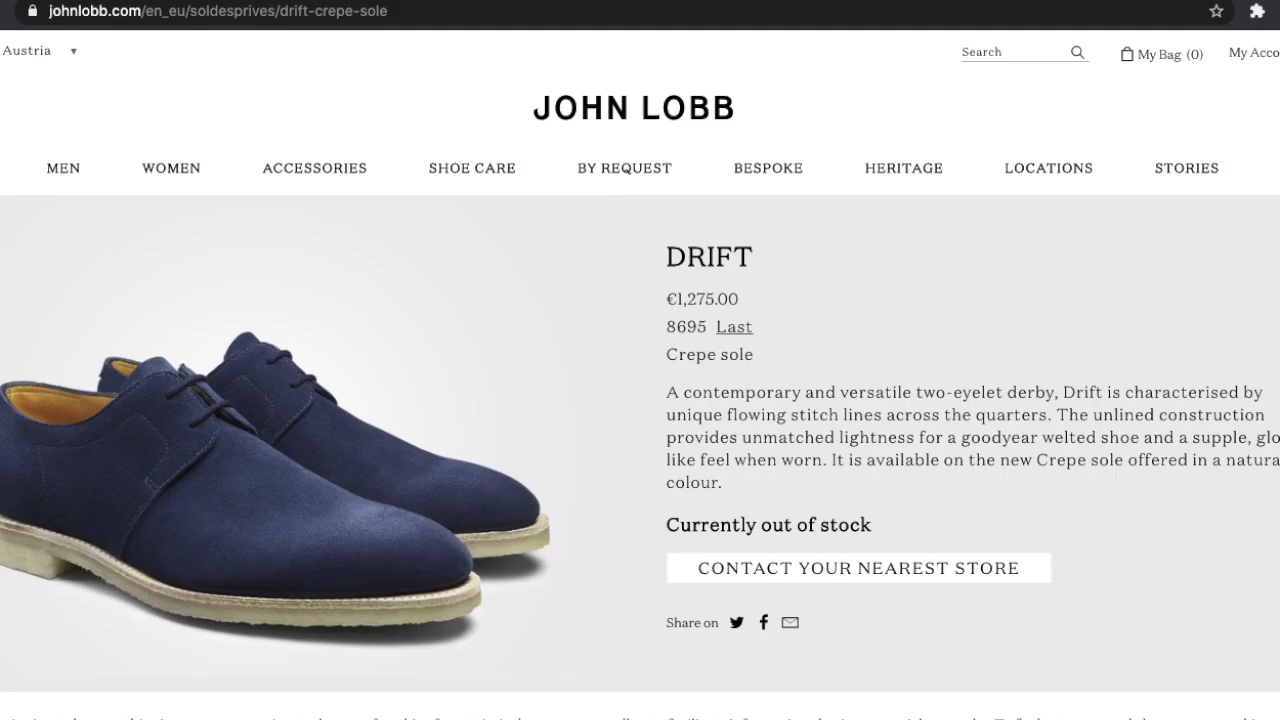 johnlobb.com/en_eu/soldesprives/drift-crepe-sole
Austria
Search
My Bag (0)
My Acco
JOHN LOBB
MEN WOMEN ACCESSORIES SHOE CARE BY REQUEST BESPOKE HERITAGE LOCATIONS STORIES
DRIFT
€1,275.00
8695 Last
Crepe sole
A contemporary and versatile two-eyelet derby, Drift is characterised by
unique flowing stitch lines across the quarters. The unlined construction
provides unmatched lightness for a goodyear welted shoe and a supple, glo
like feel when worn. It is available on the new Crepe sole offered in a natura
colour.
Currently out of stock
CONTACT YOUR NEAREST STORE
Share on